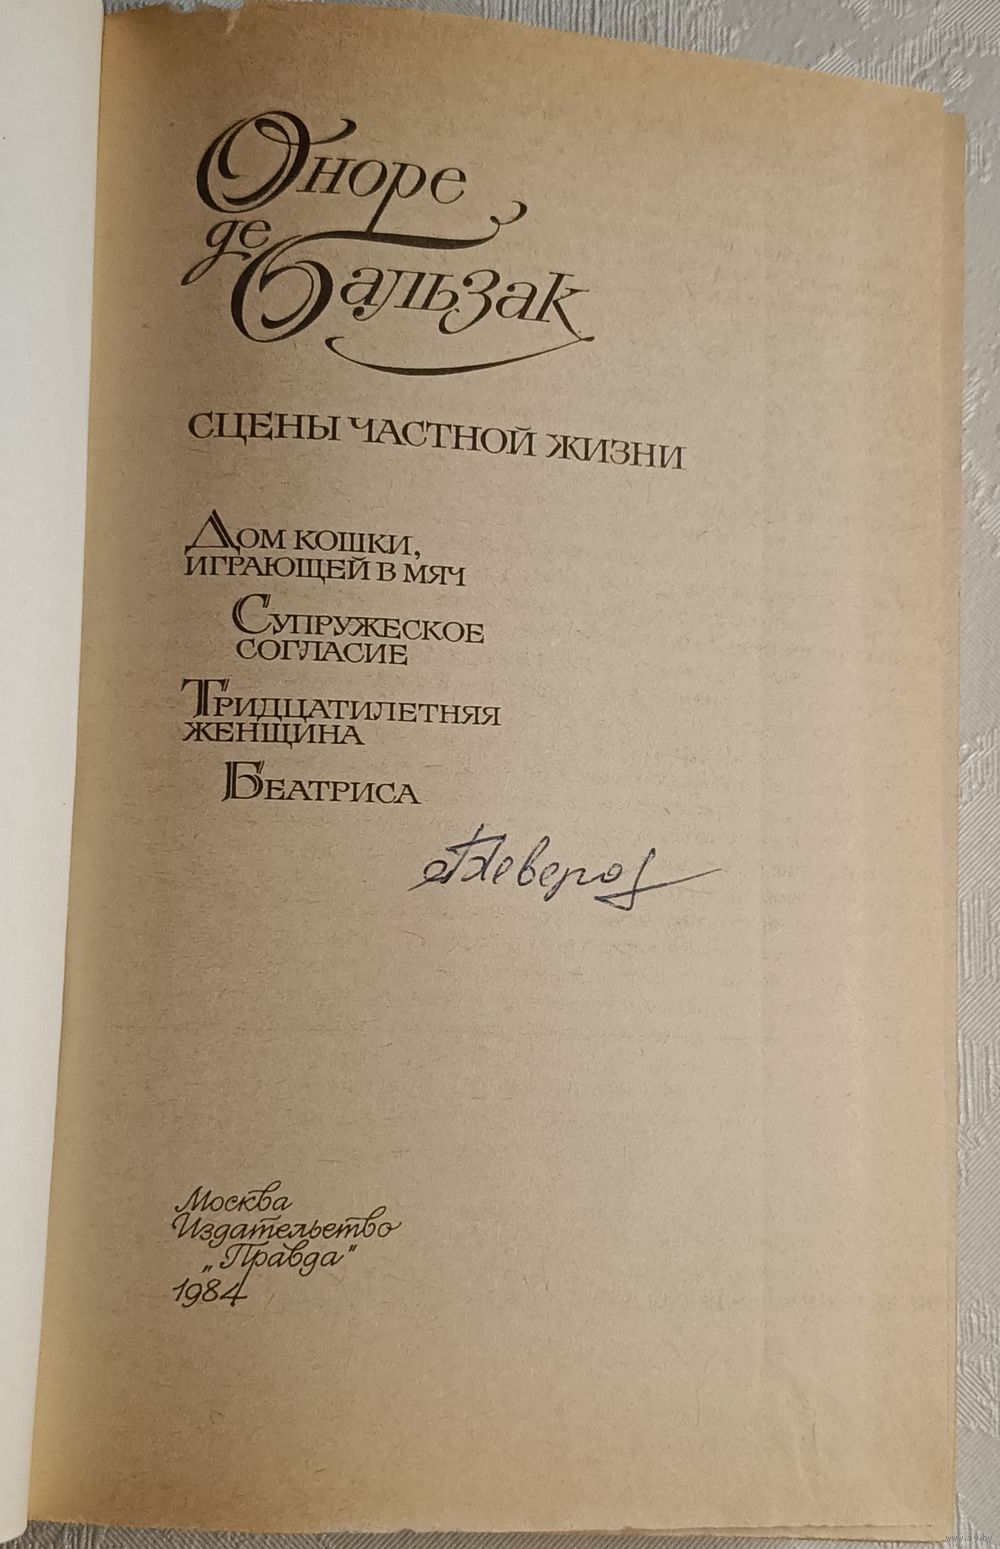 Оноре
де
Бальзак
СЦЕНЫ ЧАСТНОЙ ЖИЗНИ
ДОМ КОШКИ,
ИГРАЮЩЕЙ В МЯЧ
СУПРУЖЕСКОЕ
СОГЛАСИЕ
ТРИДЦАТИЛЕТНЯЯ
ЖЕНЩИНА
БЕАТРИСА
Москва
Издательство
„Правда"
1984